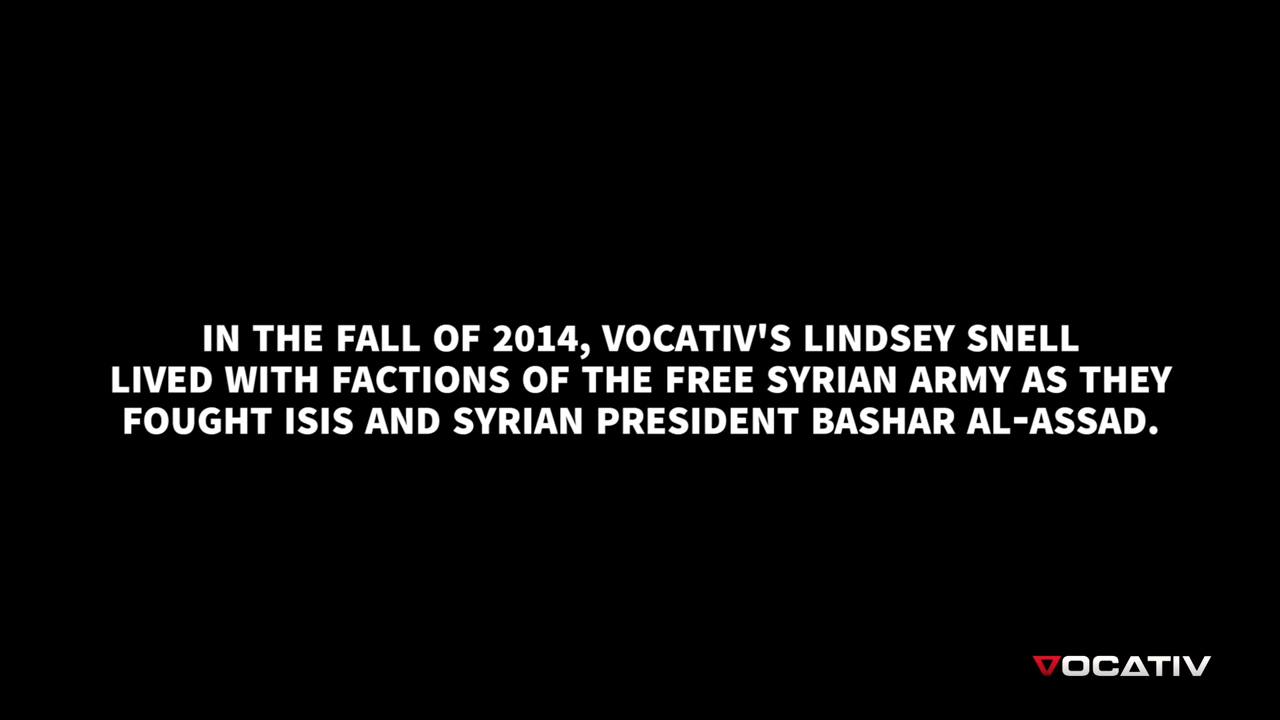 IN THE FALL OF 2014, VOCATIV'S LINDSEY SNELL
LIVED WITH FACTIONS OF THE FREE SYRIAN ARMY AS THEY
FOUGHT ISIS AND SYRIAN PRESIDENT BASHAR AL-ASSAD.
VOCATIV